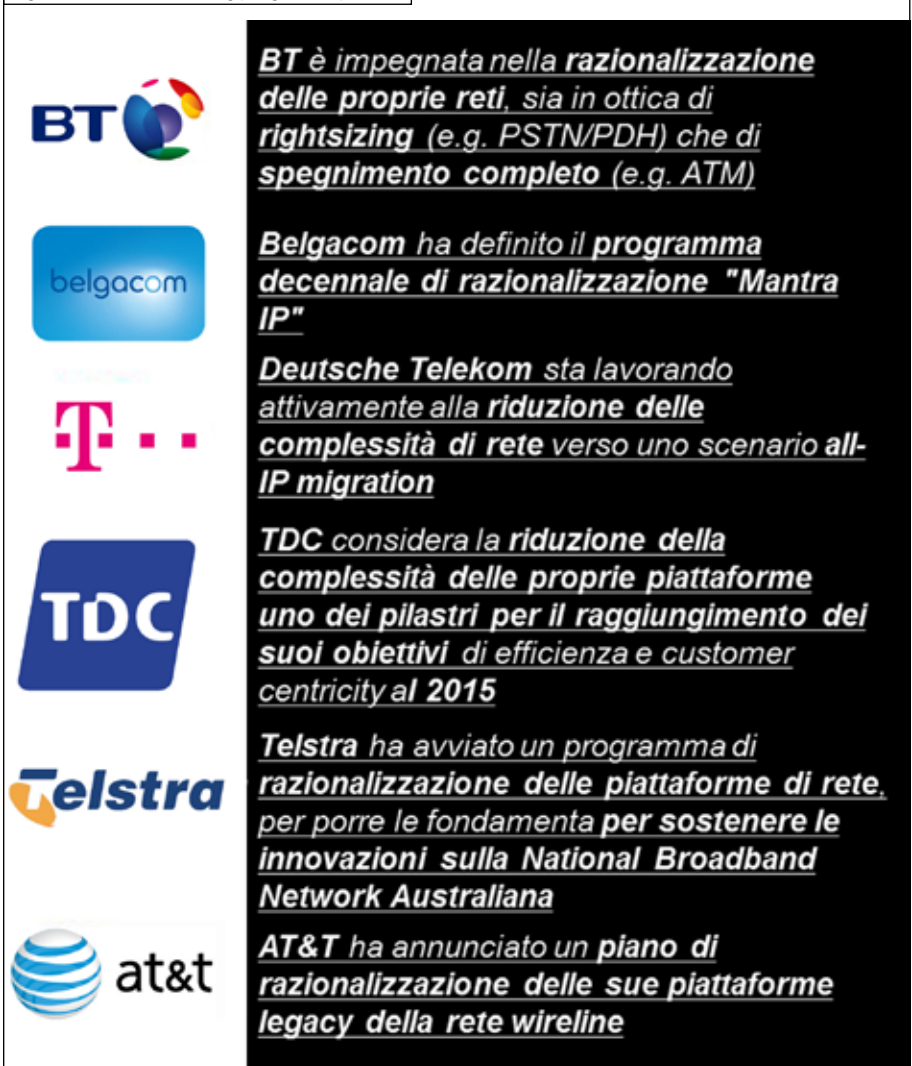 BT
BT è impegnata nella razionalizzazione
delle proprie reti, sia in ottica di
rightsizing (e.g. PSTN/PDH) che di
spegnimento completo (e.g. ATM)
belgacom
Belgacom ha definito il programma
decennale di razionalizzazione "Mantra
IP"
T
Deutsche Telekom sta lavorando
attivamente alla riduzione delle
complessità di rete verso uno scenario all-
IP migration
TDC
TDC considera la riduzione della
complessità delle proprie piattaforme
uno dei pilastri per il raggiungimento dei
suoi obiettivi di efficienza e customer
centricity al 2015
Telstra
Telstra ha avviato un programma di
razionalizzazione delle piattaforme di rete,
per porre le fondamenta per sostenere le
innovazioni sulla National Broadband
Network Australiana
at&t
AT&T ha annunciato un piano di
razionalizzazione delle sue piattaforme
legacy della rete wireline